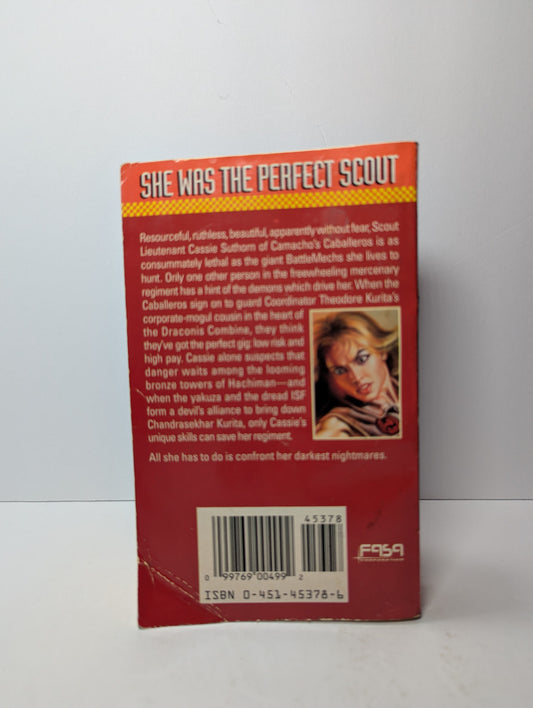 SHE WAS THE PERFECT SCOUT
Resourceful, ruthless, beautiful, apparently without fear, Scout
Lieutenant Cassie Suthorn of Camacho's Caballeros is as
consummately lethal as the giant BattleMechs she lives to
hunt. Only one other person in the freewheeling mercenary
regiment has a hint of the demons which drive her. When the
Caballeros sign on to guard Coordinator Theodore Kurita's
corporate-mogul cousin in the heart of
the Draconis Combine, they think
they've got the perfect gig: low risk and
high pay. Cassie alone suspects that
danger waits among the looming
bronze towers of Hachiman—and
when the yakuza and the dread ISF
form a devil's alliance to bring down
Chandrasekhar Kurita, only Cassie's
unique skills can save her regiment.
All she has to do is confront her darkest nightmares.
45378
0 99769 00499 2
ISBN 0-451-45378-6
FASA